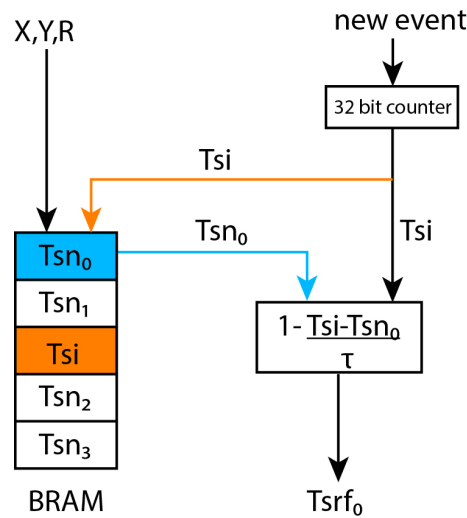 X,Y,R
new event
32 bit counter
Tsi
Tsn₀
Tsi
Tsn₀
Tsn₁
Tsi
Tsn₂
Tsn₃
1- Tsi-Tsn₀
τ
BRAM
Tsrf₀